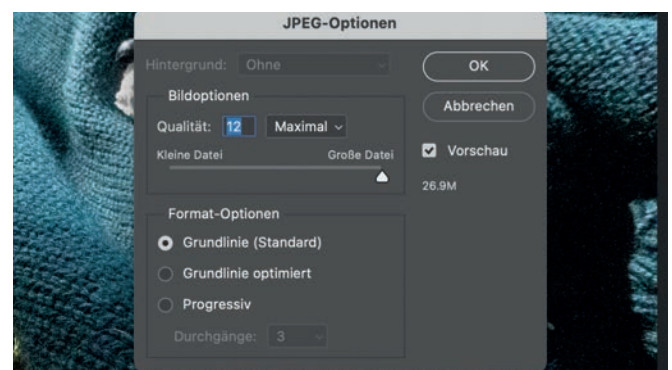 JPEG-Optionen
Hintergrund: Ohne
OK
Bildoptionen
Abbrechen
Qualität: 12 Maximal
Kleine Datei Große Datei
Vorschau
26.9M
Format-Optionen
Grundlinie (Standard)
Grundlinie optimiert
Progressiv
Durchgänge: 3